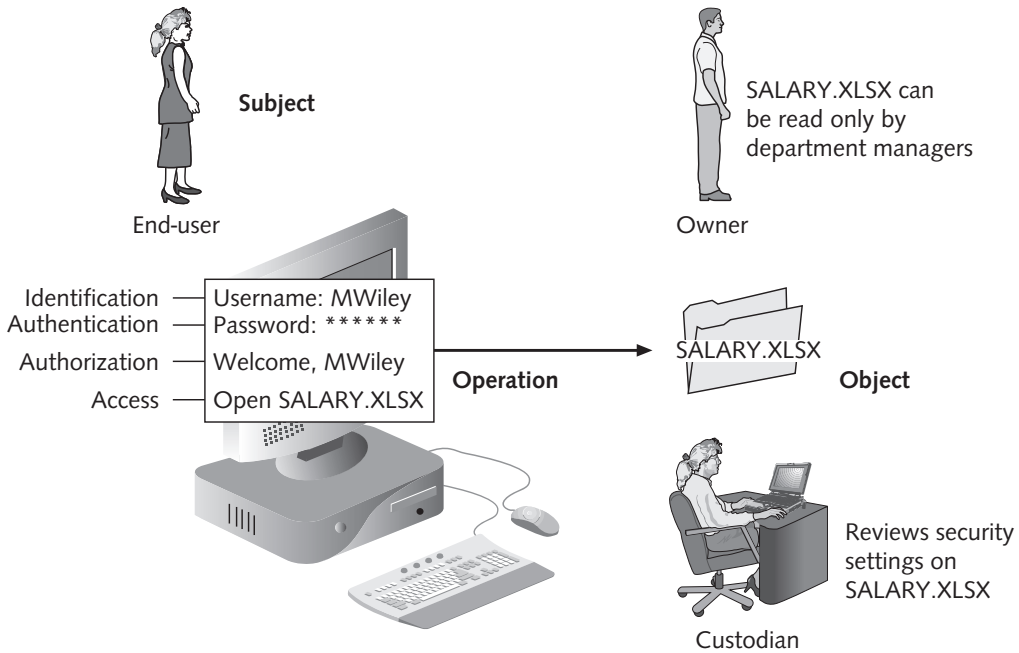 Subject
SALARY.XLSX can
be read only by
department managers
End-user
Owner
Identification
Username: MWiley
Authentication
Password: ******
Authorization
Welcome, MWiley
Access
Open SALARY.XLSX
Operation
SALARY.XLSX
Object
Reviews security
settings on
SALARY.XLSX
Custodian